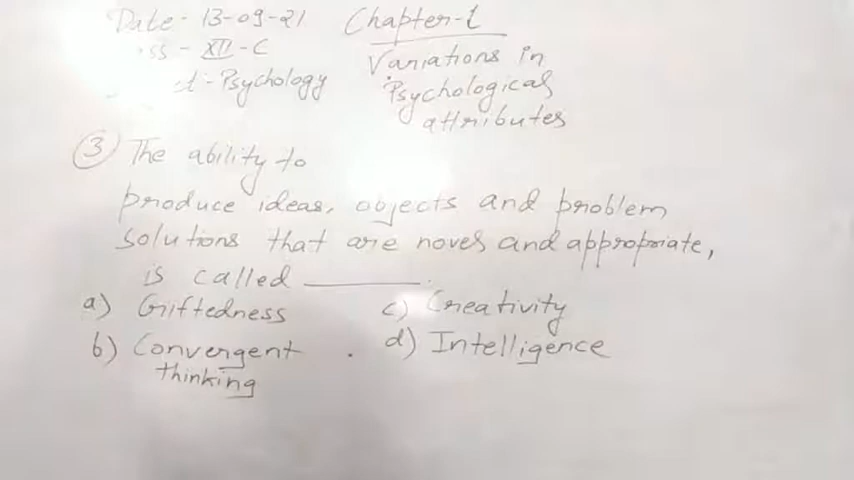 Date - 13-09-21
Chapter-1
ss - XII - C
Variations in
t - Psychology
Psychological
attributes
3 The ability to
produce ideas, objects and problem
solutions that are noves and appropriate,
is called ________.
a) Giftedness
c) Creativity
b) Convergent
thinking
d) Intelligence